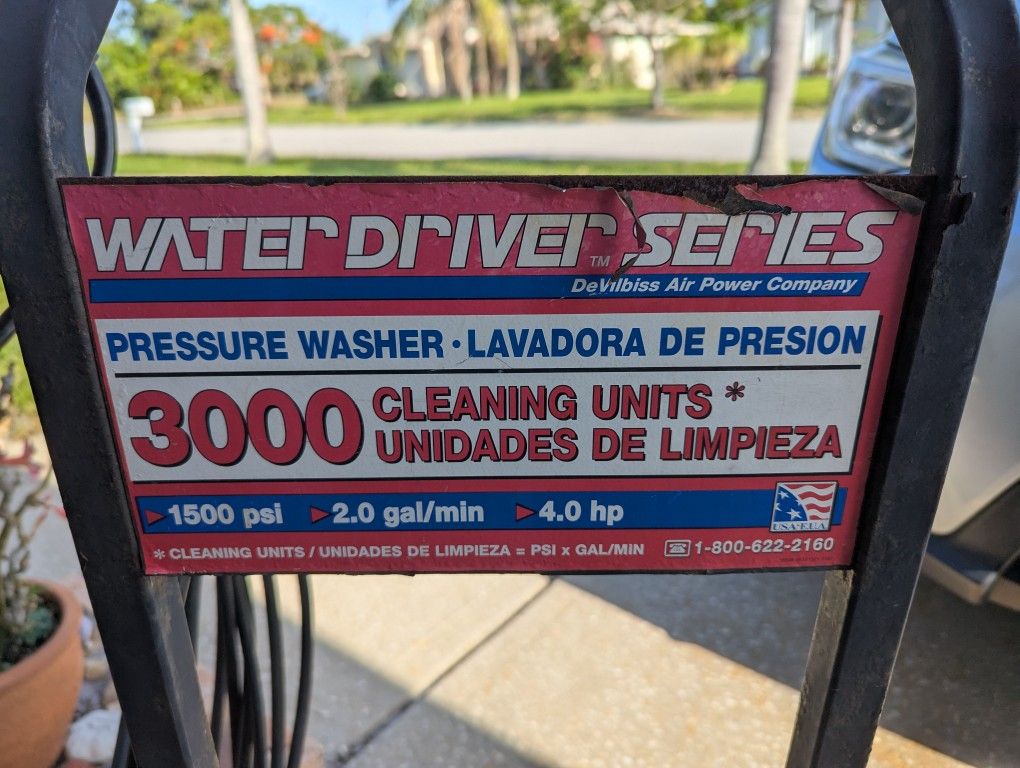 WATER DRIVER™ SERIES
DeVilbiss Air Power Company
PRESSURE WASHER · LAVADORA DE PRESION
3000 CLEANING UNITS *
UNIDADES DE LIMPIEZA
1500 psi 2.0 gal/min 4.0 hp
USA*EUA
* CLEANING UNITS / UNIDADES DE LIMPIEZA = PSI x GAL/MIN 1-800-622-2160